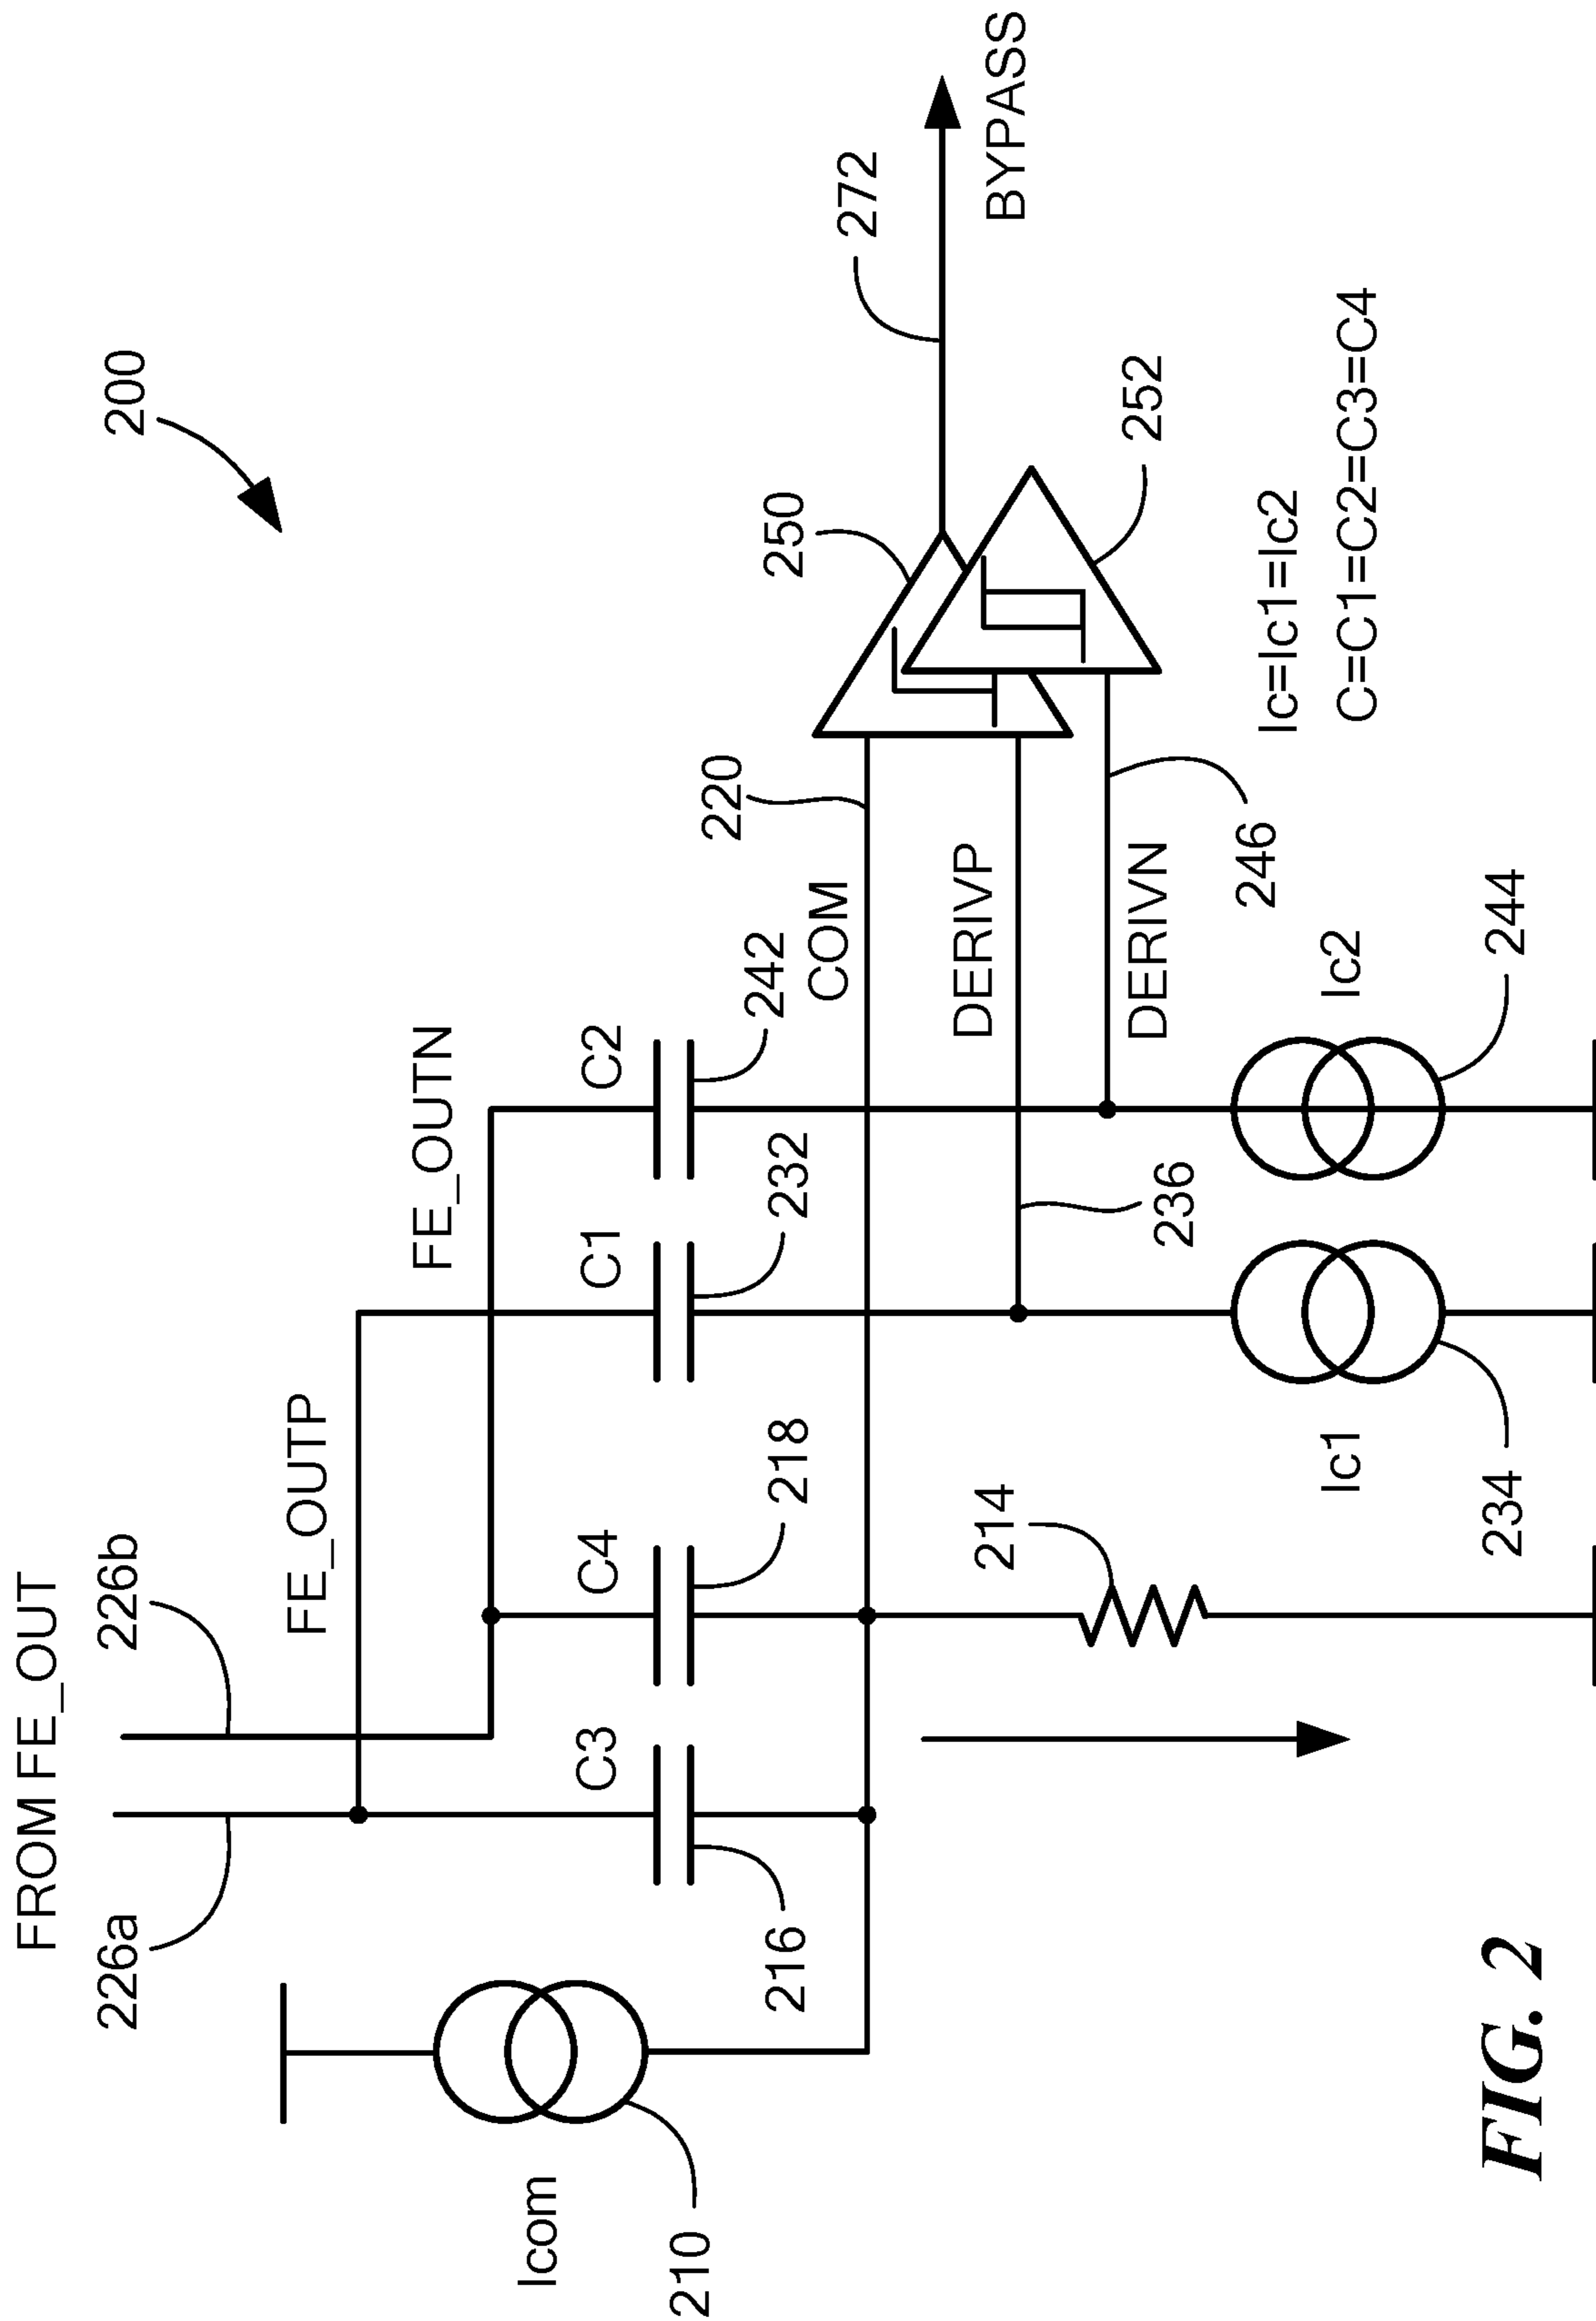 200
FROM FE_OUT
226a
226b
FE_OUTP
FE_OUTN
Icom
210
C3
216
C4
218
C1
232
C2
242
COM
220
250
272
BYPASS
DERIVP
236
DERIVN
246
252
214
Ic1
234
Ic2
244
Ic=Ic1=Ic2
C=C1=C2=C3=C4
FIG. 2